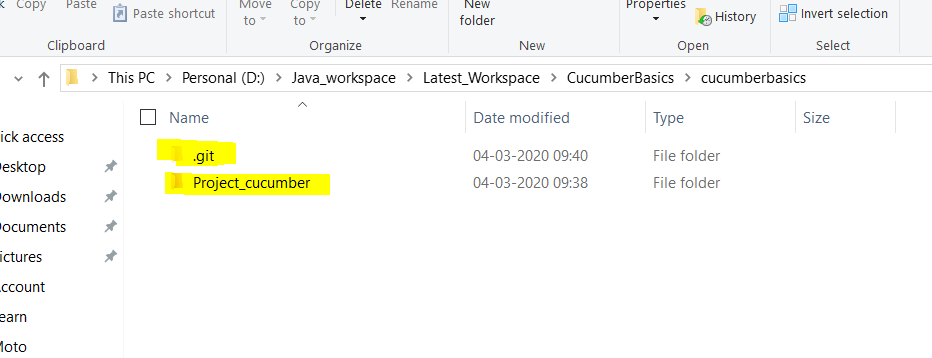 Copy Paste Paste shortcut Move to Copy to Delete Rename New folder Properties History Invert selection
Clipboard Organize New Open Select
This PC > Personal (D:) > Java_workspace > Latest_Workspace > CucumberBasics > cucumberbasics
Name Date modified Type Size
.git 04-03-2020 09:40 File folder
Project_cucumber 04-03-2020 09:38 File folder
ick access
esktop
ownloads
ocuments
ictures
ccount
earn
oto